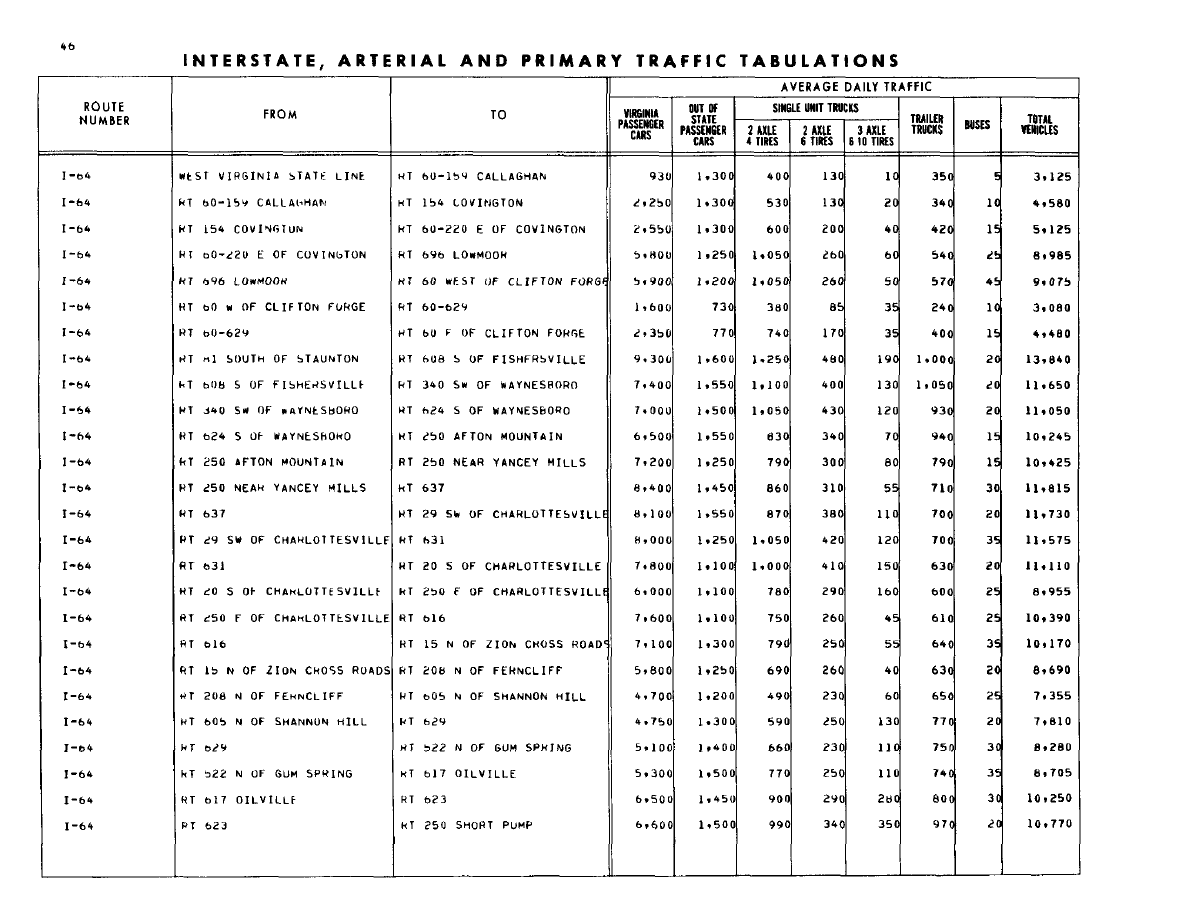 46
INTERSTATE, ARTERIAL AND PRIMARY TRAFFIC TABULATIONS
ROUTE NUMBER FROM TO AVERAGE DAILY TRAFFIC
VIRGINIA PASSENGER CARS OUT OF STATE PASSENGER CARS SINGLE UNIT TRUCKS TRAILER TRUCKS BUSES TOTAL VEHICLES
2 AXLE 4 TIRES 2 AXLE 6 TIRES 3 AXLE 6 10 TIRES
I-64 WEST VIRGINIA STATE LINE RT 60-159 CALLAGHAN 930 1,300 400 130 10 350 5 3,125
I-64 RT 60-159 CALLAGHAN RT 154 COVINGTON 2,250 1,300 530 130 20 340 10 4,580
I-64 RT 154 COVINGTON RT 60-220 E OF COVINGTON 2,550 1,300 600 200 40 420 15 5,125
I-64 RT 60-220 E OF COVINGTON RT 696 LOWMOOR 5,800 1,250 1,050 260 60 540 25 8,985
I-64 RT 696 LOWMOOR RT 60 WEST OF CLIFTON FORGE 5,900 1,200 1,050 260 50 570 45 9,075
I-64 RT 60 W OF CLIFTON FORGE RT 60-629 1,600 730 380 85 35 240 10 3,080
I-64 RT 60-629 RT 60 E OF CLIFTON FORGE 2,350 770 740 170 35 400 15 4,480
I-64 RT 81 SOUTH OF STAUNTON RT 608 S OF FISHERSVILLE 9,300 1,600 1,250 480 190 1,000 20 13,840
I-64 RT 608 S OF FISHERSVILLE RT 340 SW OF WAYNESBORO 7,400 1,550 1,100 400 130 1,050 20 11,650
I-64 RT 340 SW OF WAYNESBORO RT 624 S OF WAYNESBORO 7,000 1,500 1,050 430 120 930 20 11,050
I-64 RT 624 S OF WAYNESBORO RT 250 AFTON MOUNTAIN 6,500 1,550 830 340 70 940 15 10,245
I-64 RT 250 AFTON MOUNTAIN RT 250 NEAR YANCEY MILLS 7,200 1,250 790 300 80 790 15 10,425
I-64 RT 250 NEAR YANCEY MILLS RT 637 8,400 1,450 860 310 55 710 30 11,815
I-64 RT 637 RT 29 SW OF CHARLOTTESVILLE 8,100 1,550 870 380 110 700 20 11,730
I-64 RT 29 SW OF CHARLOTTESVILLE RT 631 8,000 1,250 1,050 420 120 700 35 11,575
I-64 RT 631 RT 20 S OF CHARLOTTESVILLE 7,800 1,100 1,000 410 150 630 20 11,110
I-64 RT 20 S OF CHARLOTTESVILLE RT 250 E OF CHARLOTTESVILLE 6,000 1,100 780 290 160 600 25 8,955
I-64 RT 250 E OF CHARLOTTESVILLE RT 616 7,600 1,100 750 260 45 610 25 10,390
I-64 RT 616 RT 15 N OF ZION CROSS ROADS 7,100 1,300 790 250 55 640 35 10,170
I-64 RT 15 N OF ZION CROSS ROADS RT 208 N OF FERNCLIFF 5,800 1,250 690 260 40 630 20 8,690
I-64 RT 208 N OF FERNCLIFF RT 605 N OF SHANNON HILL 4,700 1,200 490 230 60 650 25 7,355
I-64 RT 605 N OF SHANNON HILL RT 629 4,750 1,300 590 250 130 770 20 7,810
I-64 RT 629 RT 522 N OF GUM SPRING 5,100 1,400 660 230 110 750 30 8,280
I-64 RT 522 N OF GUM SPRING RT 617 OILVILLE 5,300 1,500 770 250 110 740 35 8,705
I-64 RT 617 OILVILLE RT 623 6,500 1,450 900 290 280 800 30 10,250
I-64 RT 623 RT 250 SHORT PUMP 6,600 1,500 990 340 350 970 20 10,770